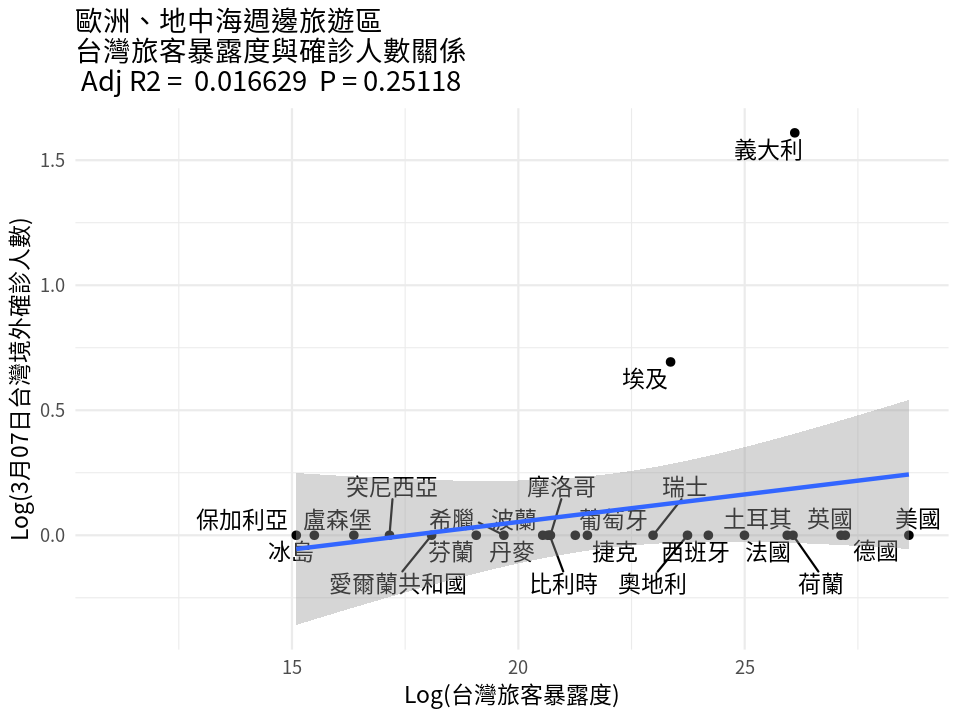 歐洲、地中海週邊旅遊區
台灣旅客暴露度與確診人數關係
Adj R2 = 0.016629 P = 0.25118
Log(3月07日台灣境外確診人數)
1.5
1.0
0.5
0.0
義大利
埃及
突尼西亞
摩洛哥
瑞士
保加利亞
盧森堡
希臘
波蘭
葡萄牙
土耳其
英國
美國
冰島
芬蘭
丹麥
捷克
西班牙
法國
德國
愛爾蘭共和國
比利時
奧地利
荷蘭
15
20
25
Log(台灣旅客暴露度)